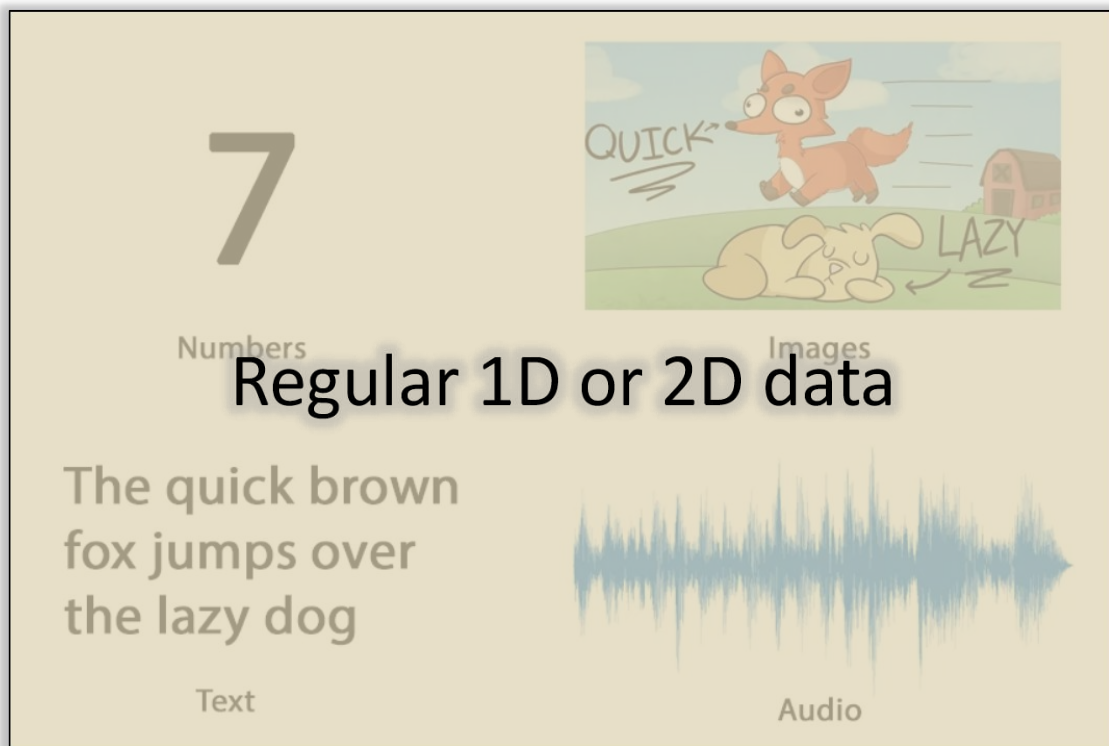 7
QUICK
LAZY
Numbers
Images
Regular 1D or 2D data
The quick brown
fox jumps over
the lazy dog
Text
Audio